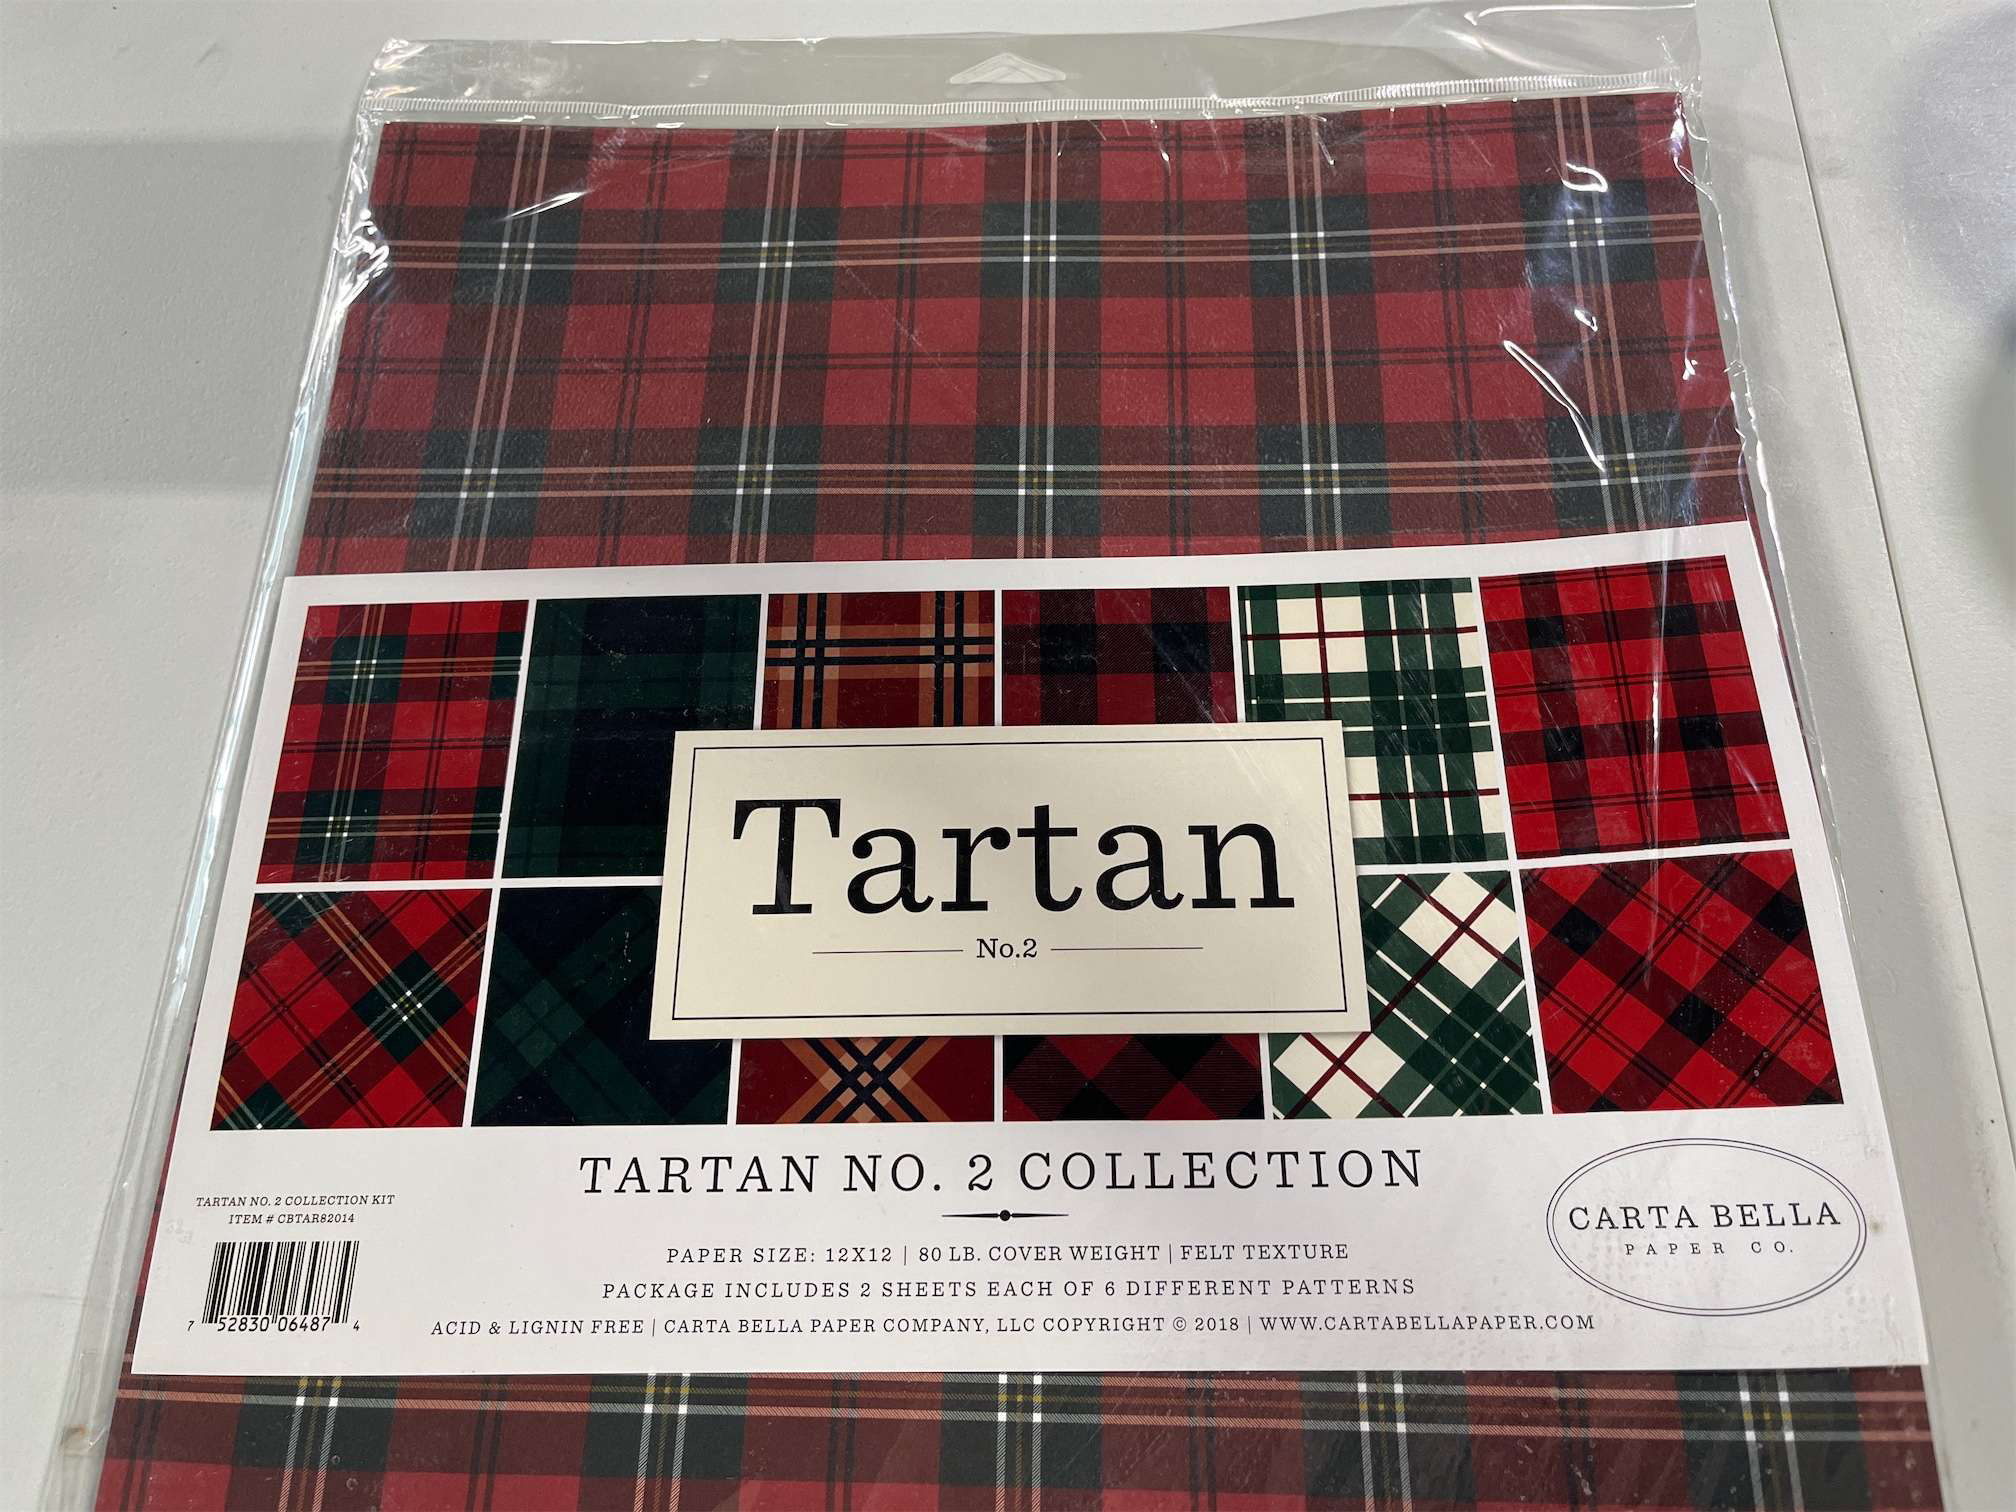 Tartan
No.2
TARTAN NO. 2 COLLECTION
TARTAN NO. 2 COLLECTION KIT
ITEM # CBTAR82014
7 52830 06487 4
PAPER SIZE: 12X12 | 80 LB. COVER WEIGHT | FELT TEXTURE
PACKAGE INCLUDES 2 SHEETS EACH OF 6 DIFFERENT PATTERNS
ACID & LIGNIN FREE | CARTA BELLA PAPER COMPANY, LLC COPYRIGHT © 2018 | WWW.CARTABELLAPAPER.COM
CARTA BELLA
PAPER CO.